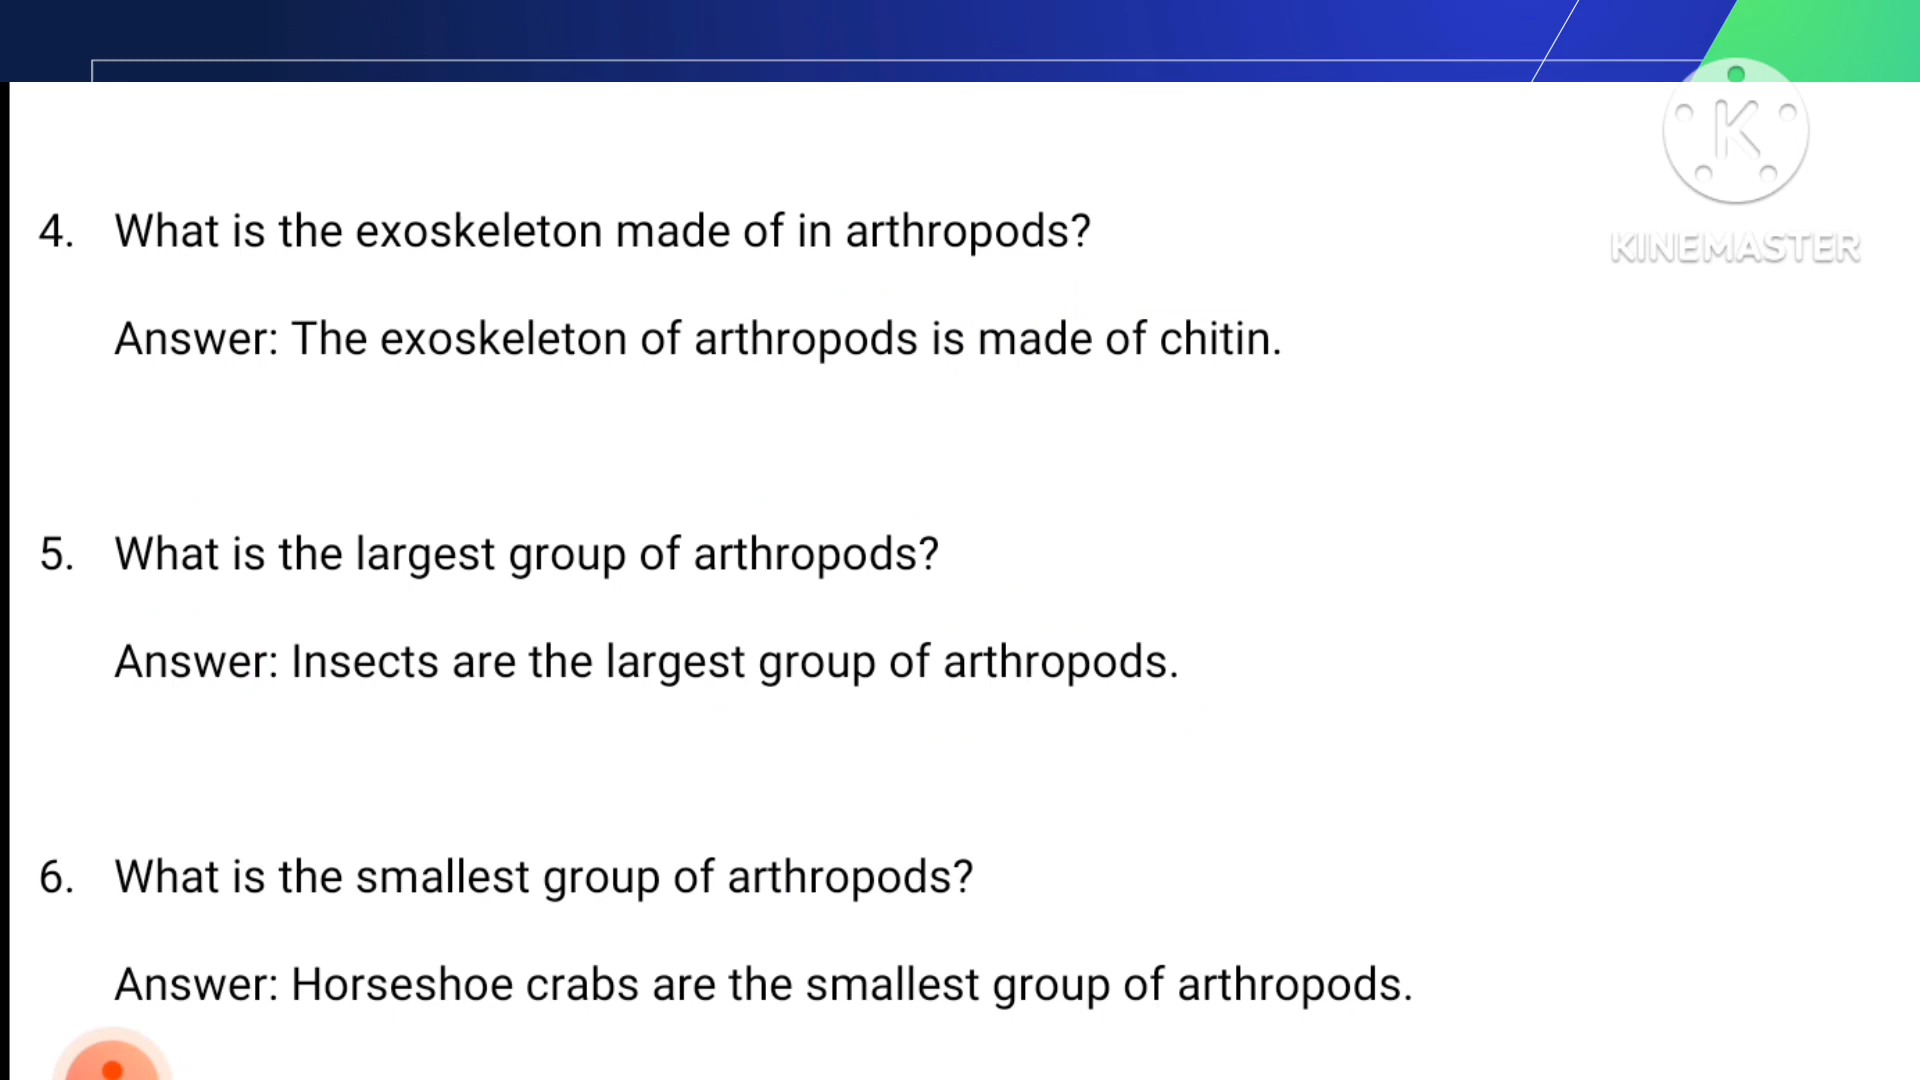 K
KINEMASTER
4. What is the exoskeleton made of in arthropods?
Answer: The exoskeleton of arthropods is made of chitin.
5. What is the largest group of arthropods?
Answer: Insects are the largest group of arthropods.
6. What is the smallest group of arthropods?
Answer: Horseshoe crabs are the smallest group of arthropods.